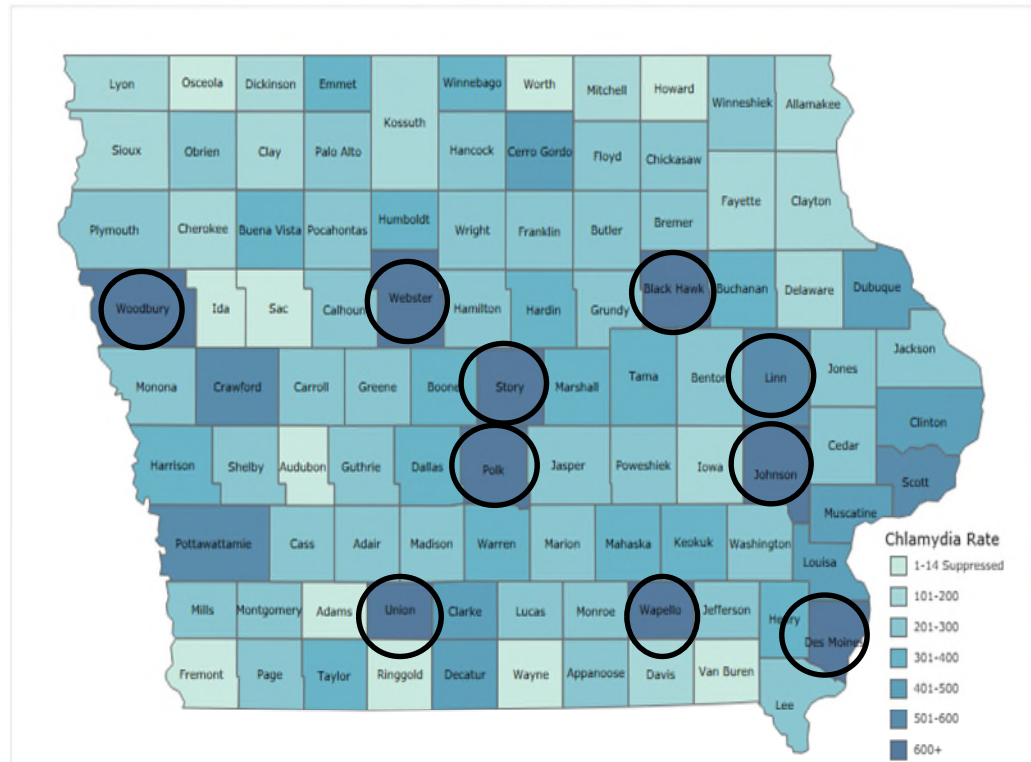 Lyon Osceola Dickinson Emmet Winnebago Worth Mitchell Howard Winneshiek Allamakee
Kossuth
Sioux Obrien Clay Palo Alto Hancock Cerro Gordo Floyd Chickasaw
Fayette Clayton
Plymouth Cherokee Buena Vista Pocahontas Humboldt Wright Franklin Butler Bremer
Woodbury Ida Sac Calhoun Webster Hamilton Hardin Grundy Black Hawk Buchanan Delaware Dubuque
Jackson
Monona Crawford Carroll Greene Boone Story Marshall Tama Benton Linn Jones
Clinton
Harrison Shelby Audubon Guthrie Dallas Polk Jasper Poweshiek Iowa Johnson Cedar
Scott
Muscatine
Pottawattamie Cass Adair Madison Warren Marion Mahaska Keokuk Washington
Louisa
Mills Montgomery Adams Union Clarke Lucas Monroe Wapello Jefferson Henry
Des Moines
Fremont Page Taylor Ringgold Decatur Wayne Appanoose Davis Van Buren
Lee
Chlamydia Rate
1-14 Suppressed
101-200
201-300
301-400
401-500
501-600
600+